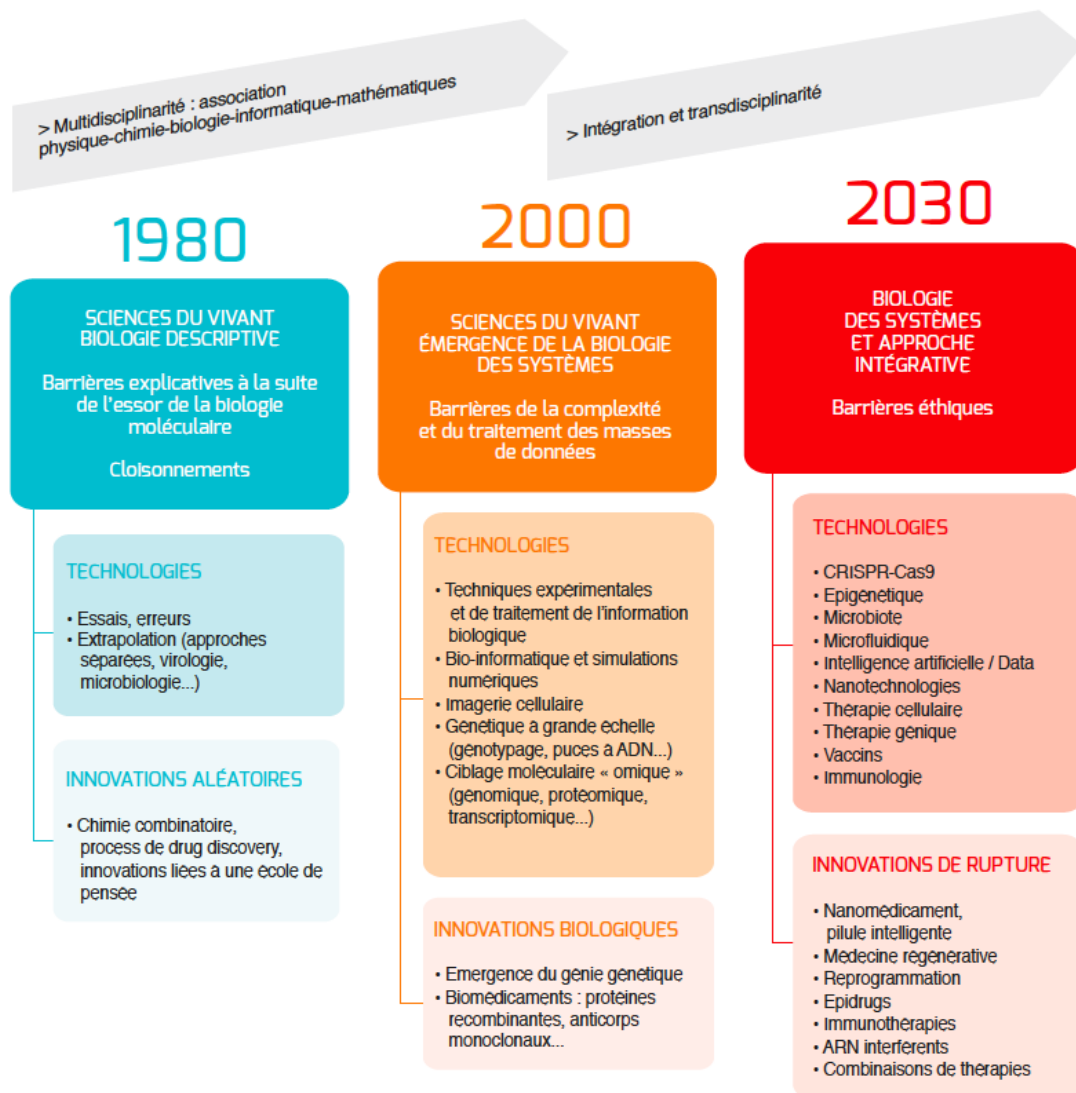 > Multidisciplinarité : association
physique-chimie-biologie-informatique-mathématiques
> Intégration et transdisciplinarité
1980
SCIENCES DU VIVANT
BIOLOGIE DESCRIPTIVE
Barrières explicatives à la suite
de l'essor de la biologie
moléculaire
Cloisonnements
TECHNOLOGIES
• Essais, erreurs
• Extrapolation (approches
séparées, virologie,
microbiologie...)
INNOVATIONS ALÉATOIRES
• Chimie combinatoire,
process de drug discovery,
innovations liées à une école de
pensée
2000
SCIENCES DU VIVANT
ÉMERGENCE DE LA BIOLOGIE
DES SYSTÈMES
Barrières de la complexité
et du traitement des masses
de données
TECHNOLOGIES
• Techniques expérimentales
et de traitement de l'information
biologique
• Bio-informatique et simulations
numériques
• Imagerie cellulaire
• Génétique à grande échelle
(génotypage, puces à ADN...)
• Ciblage moléculaire « omique »
(génomique, protéomique,
transcriptomique...)
INNOVATIONS BIOLOGIQUES
• Emergence du génie génétique
• Biomédicaments : protéines
recombinantes, anticorps
monoclonaux...
2030
BIOLOGIE
DES SYSTÈMES
ET APPROCHE
INTÉGRATIVE
Barrières éthiques
TECHNOLOGIES
• CRISPR-Cas9
• Epigénétique
• Microbiote
• Microfluidique
• Intelligence artificielle / Data
• Nanotechnologies
• Thérapie cellulaire
• Thérapie génique
• Vaccins
• Immunologie
INNOVATIONS DE RUPTURE
• Nanomédicament,
pilule intelligente
• Médecine régénérative
• Reprogrammation
• Epidrugs
• Immunothérapies
• ARN interférents
• Combinaisons de thérapies